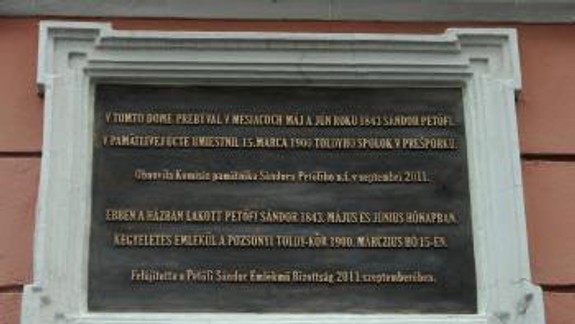 V TOMTO DOME PREBÝVAL V MESIACOCH MÁJ A JÚN ROKU 1843 SÁNDOR PETŐFI.
V PAMÄTLIVEJ ÚCTE UMIESTNIL 15. MARCA 1900 TOLDYHO SPOLOK V PREŠPORKU.
Obnovila Komisia pamätníka Sándora Petőfiho n.f. v septembri 2011.
EBBEN A HÁZBAN LAKOTT PETŐFI SÁNDOR 1843. MÁJUS ÉS JÚNIUS HÓNAPBAN.
KEGYELETES EMLÉKÜL A POZSONYI TOLDY-KÖR 1900. MÁRCZIUS HÓ 15-ÉN.
Felújította a Petőfi Sándor Emlékmű Bizottság 2011 szeptemberében.